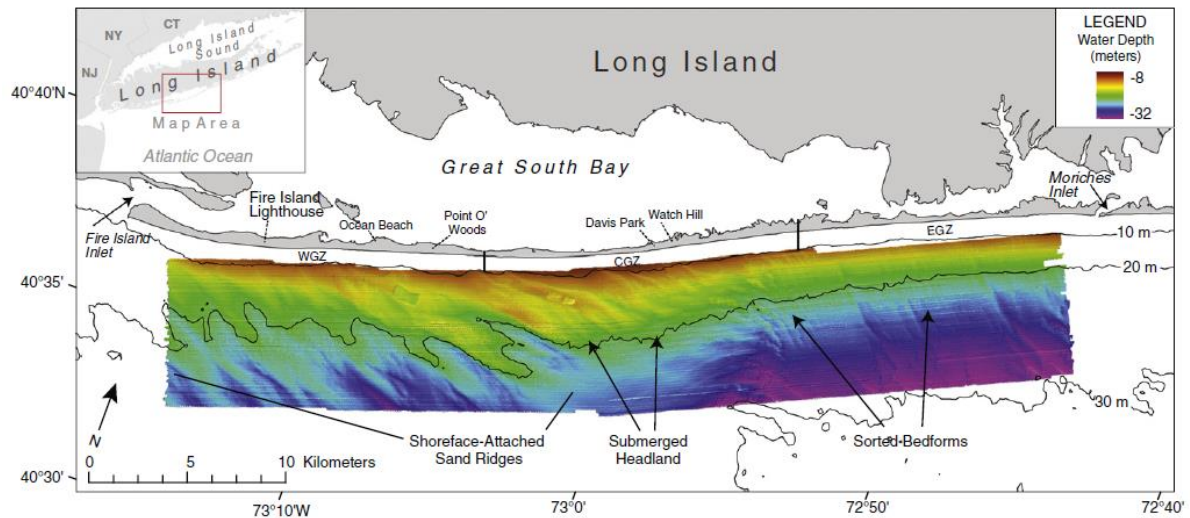 NY
CT
Long Island
Sound
NJ
Long Island
Map Area
Atlantic Ocean
Long Island
LEGEND
Water Depth
(meters)
-8
-32
40°40'N
Great South Bay
Moriches
Inlet
Fire Island
Lighthouse
Ocean Beach
Point O'
Woods
Davis Park
Watch Hill
Fire Island
Inlet
WGZ
CGZ
EGZ
10 m
20 m
40°35'
30 m
N
Shoreface-Attached
Sand Ridges
Submerged
Headland
Sorted Bedforms
0
5
10
Kilometers
40°30'
73°10'W
73°0'
72°50'
72°40'